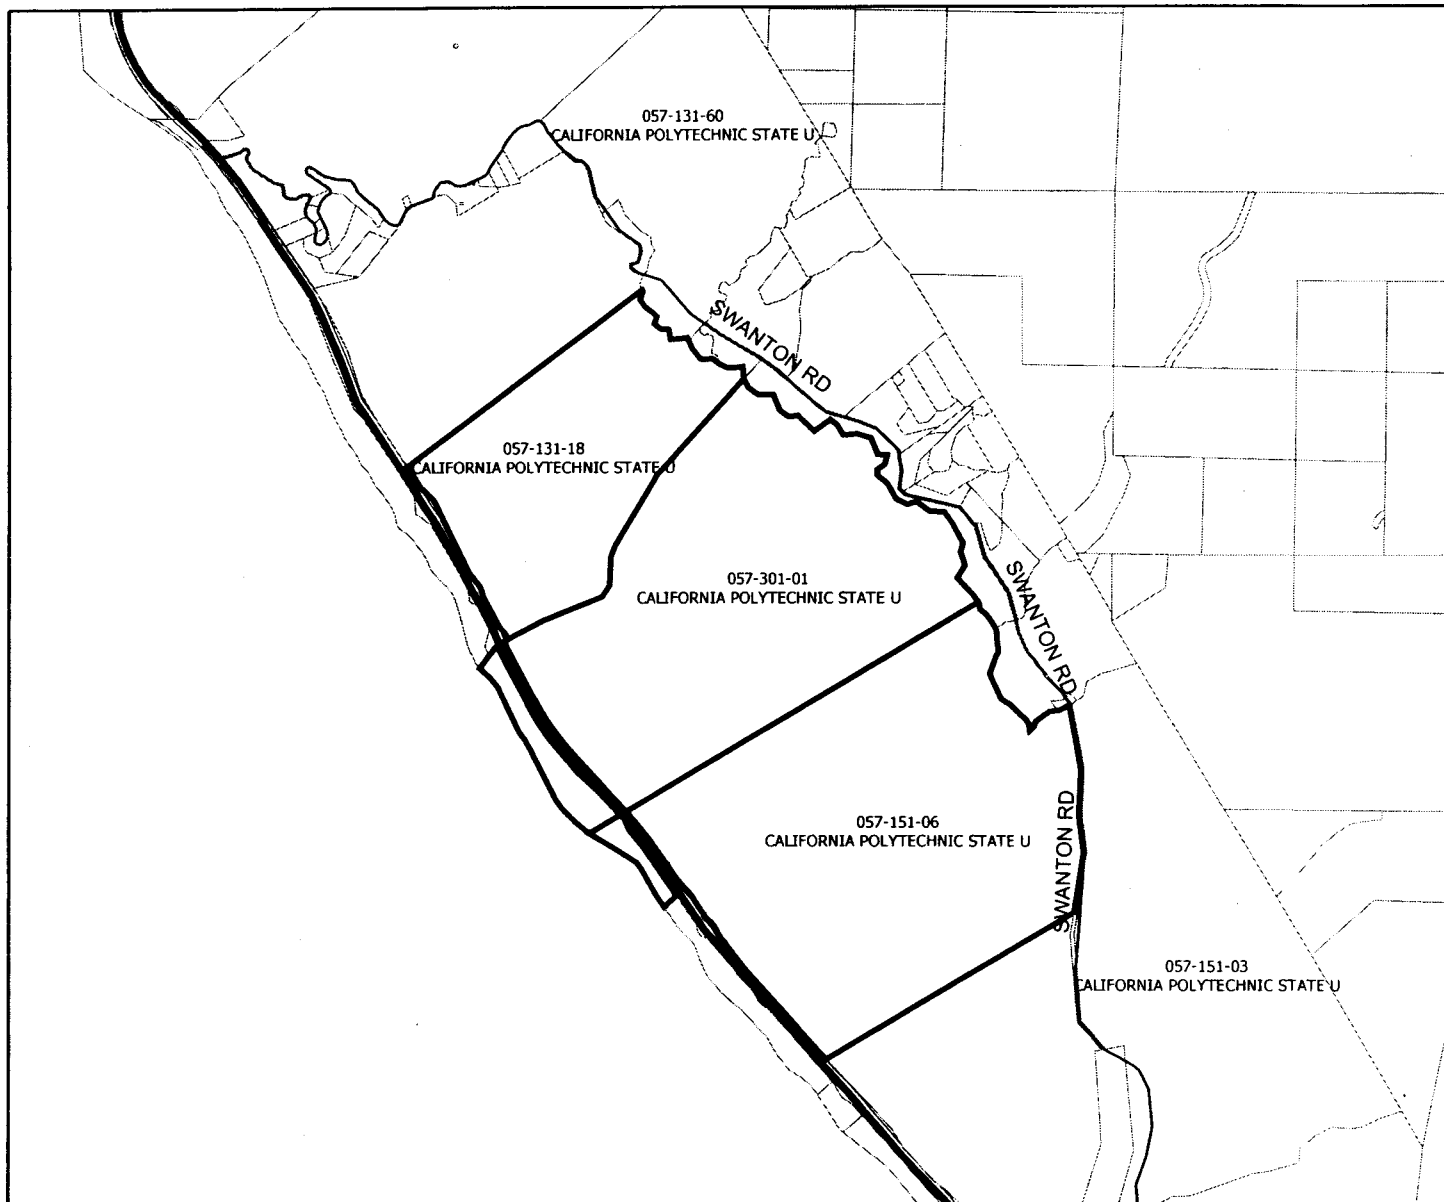 057-131-60
CALIFORNIA POLYTECHNIC STATE U
SWANTON RD
057-131-18
CALIFORNIA POLYTECHNIC STATE U
057-301-01
CALIFORNIA POLYTECHNIC STATE U
SWANTON RD
057-151-06
CALIFORNIA POLYTECHNIC STATE U
SWANTON RD
057-151-03
CALIFORNIA POLYTECHNIC STATE U